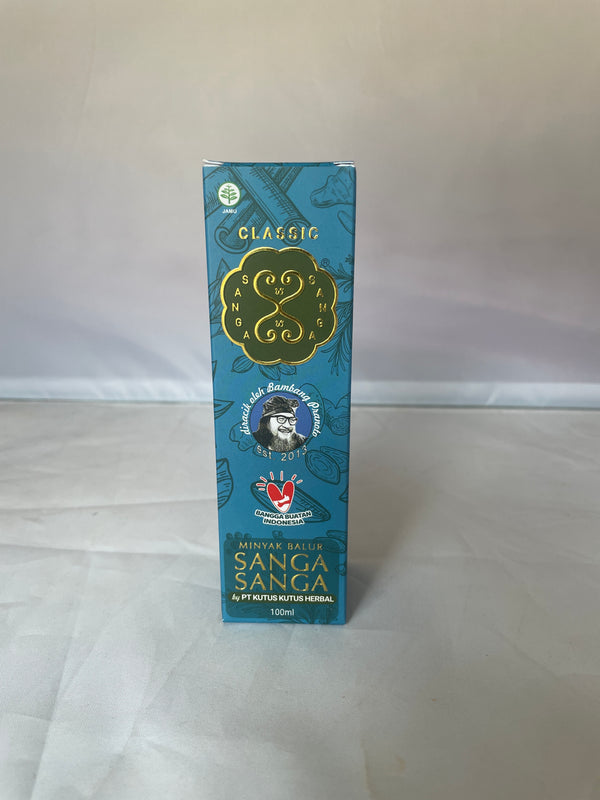 JAMU
CLASSIC
SANGA
SANGA
diracik oleh Bambang Pranoto
est 2013
BANGGA BUATAN
INDONESIA
MINYAK BALUR
SANGA
SANGA
by PT KUTUS KUTUS HERBAL
100ml